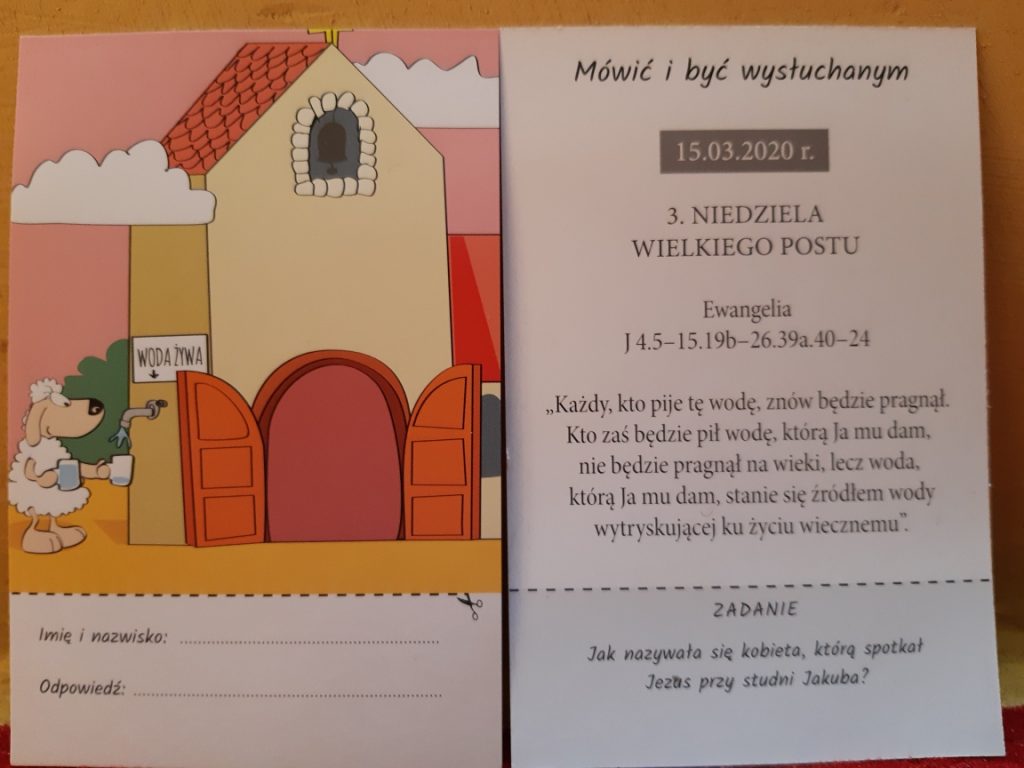 WODA ŻYWA
Imię i nazwisko:
Odpowiedź:
Mówić i być wysłuchanym
15.03.2020 r.
3. NIEDZIELA
WIELKIEGO POSTU
Ewangelia
J 4.5–15.19b–26.39a.40–24
„Każdy, kto pije tę wodę, znów będzie pragnął.
Kto zaś będzie pił wodę, którą Ja mu dam,
nie będzie pragnął na wieki, lecz woda,
którą Ja mu dam, stanie się źródłem wody
wytryskującej ku życiu wiecznemu”.
ZADANIE
Jak nazywała się kobieta, którą spotkał
Jezus przy studni Jakuba?